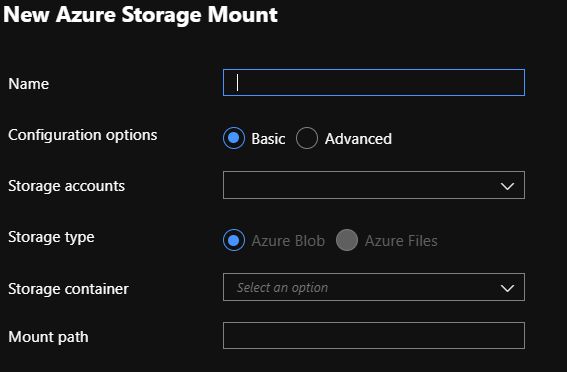 New Azure Storage Mount
Name
Configuration options Basic Advanced
Storage accounts
Storage type Azure Blob Azure Files
Storage container Select an option
Mount path